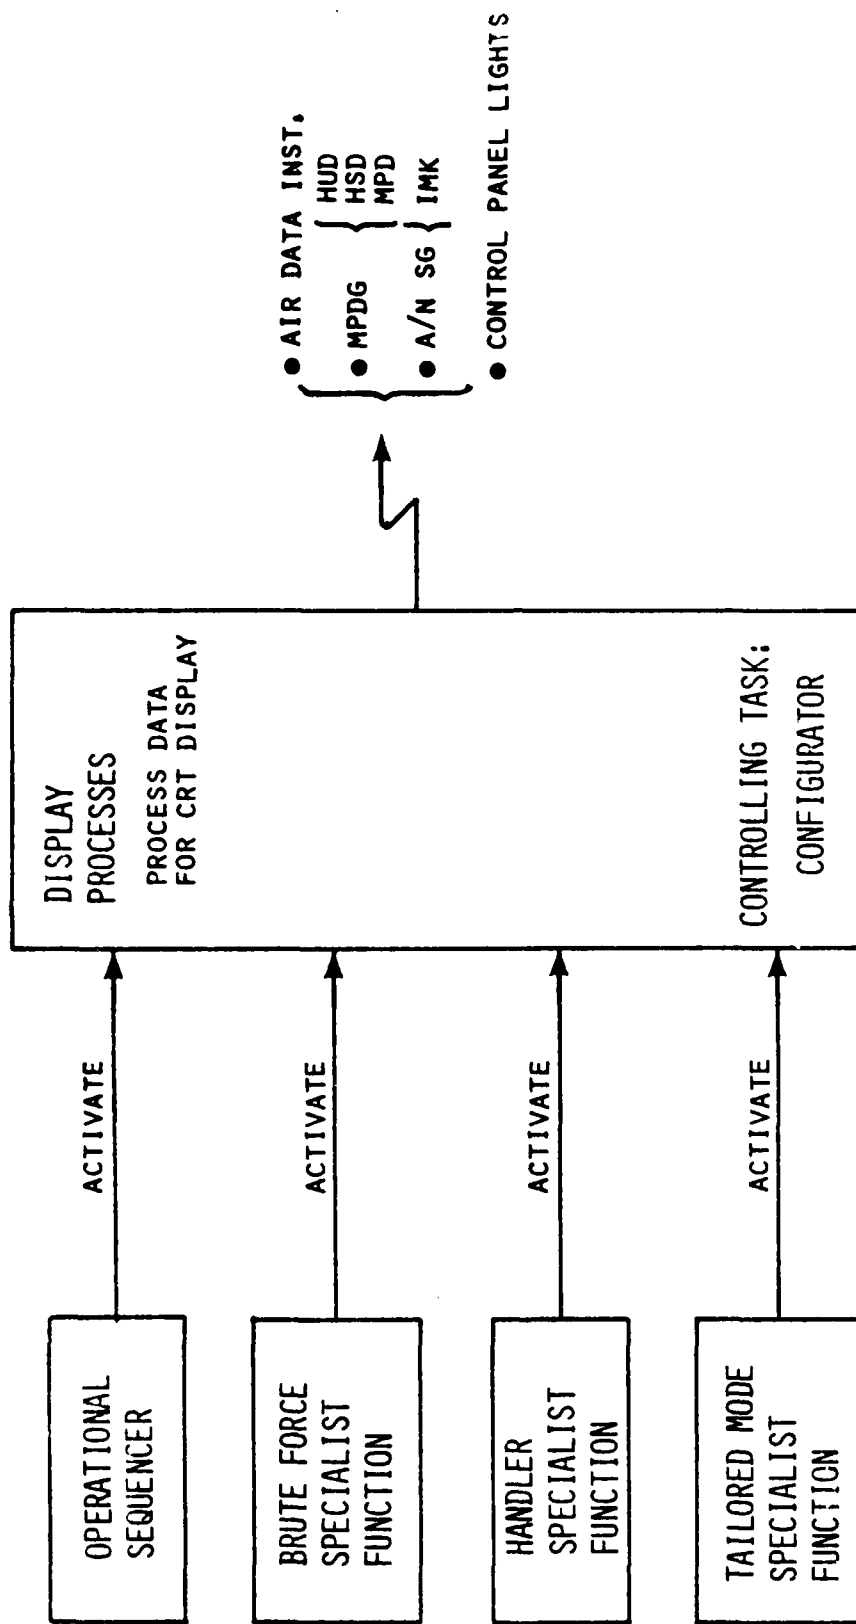 OPERATIONAL
SEQUENCER
BRUTE FORCE
SPECIALIST
FUNCTION
HANDLER
SPECIALIST
FUNCTION
TAILORED MODE
SPECIALIST
FUNCTION
ACTIVATE
ACTIVATE
ACTIVATE
ACTIVATE
DISPLAY
PROCESSES
PROCESS DATA
FOR CRT DISPLAY
CONTROLLING TASK:
CONFIGURATOR
● AIR DATA INST.
● MPDG { HUD
HSD
MPD
● A/N SG { IMK
● CONTROL PANEL LIGHTS